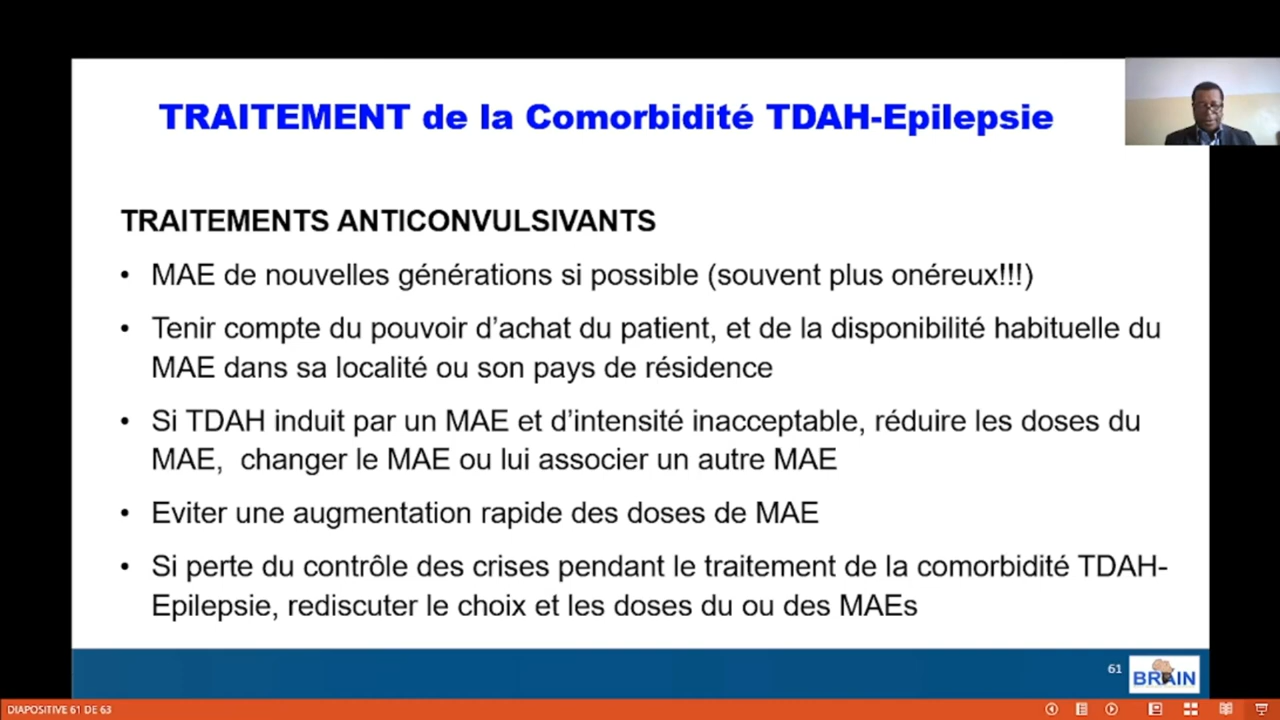 TRAITEMENT de la Comorbidité TDAH-Epilepsie
TRAITEMENTS ANTICONVULSIVANTS
• MAE de nouvelles générations si possible (souvent plus onéreux!!!)
• Tenir compte du pouvoir d’achat du patient, et de la disponibilité habituelle du
MAE dans sa localité ou son pays de résidence
• Si TDAH induit par un MAE et d’intensité inacceptable, réduire les doses du
MAE, changer le MAE ou lui associer un autre MAE
• Eviter une augmentation rapide des doses de MAE
• Si perte du contrôle des crises pendant le traitement de la comorbidité TDAH-
Epilepsie, rediscuter le choix et les doses du ou des MAEs
61
BRAIN
DIAPOSITIVE 61 DE 63